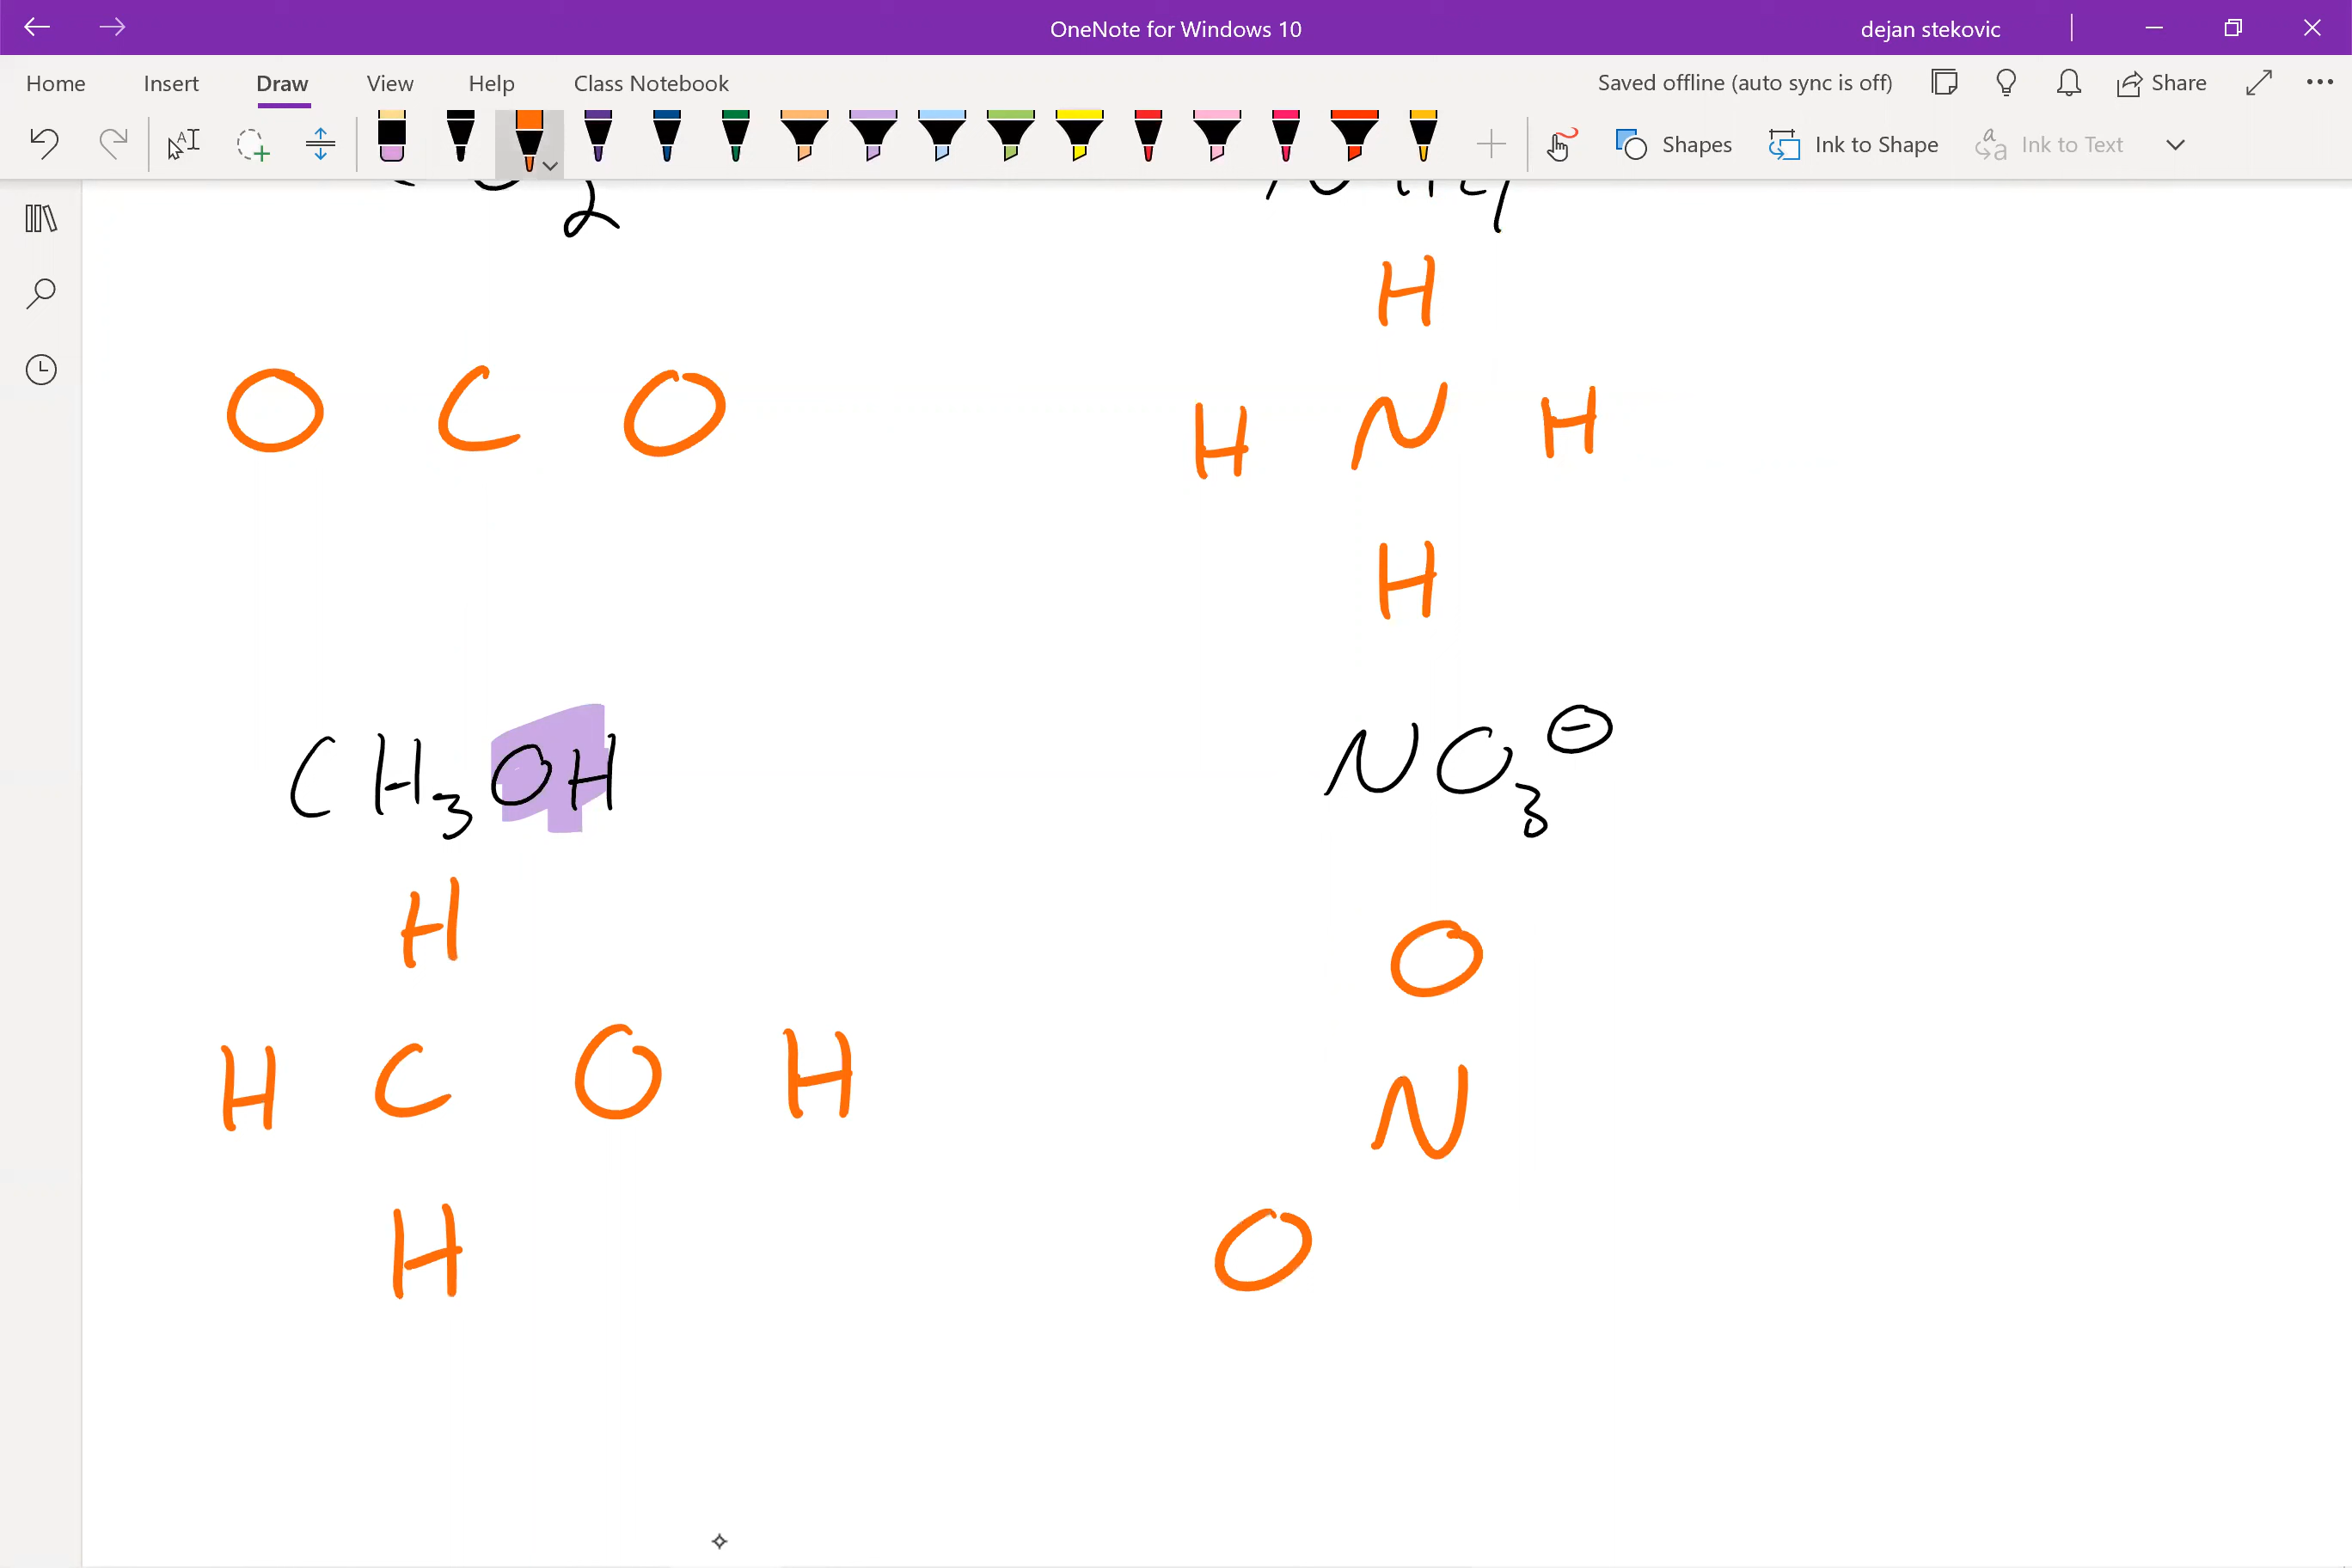 OneNote for Windows 10
dejan stekovic
Home Insert Draw View Help Class Notebook
Saved offline (auto sync is off) Share
Shapes Ink to Shape Ink to Text
2
H
O C O
H N H
H
CH3OH
NO3⊖
H
O
H C O H
N
H
O